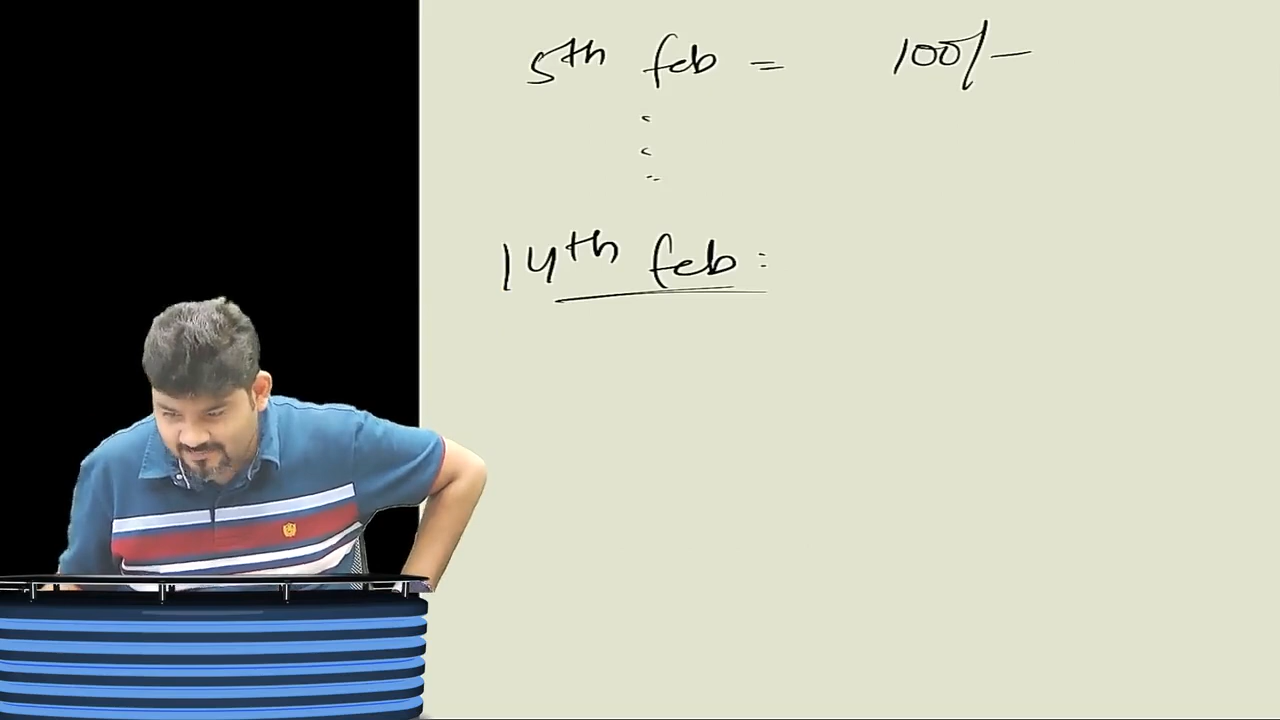 5th feb = 100/-
14th feb :